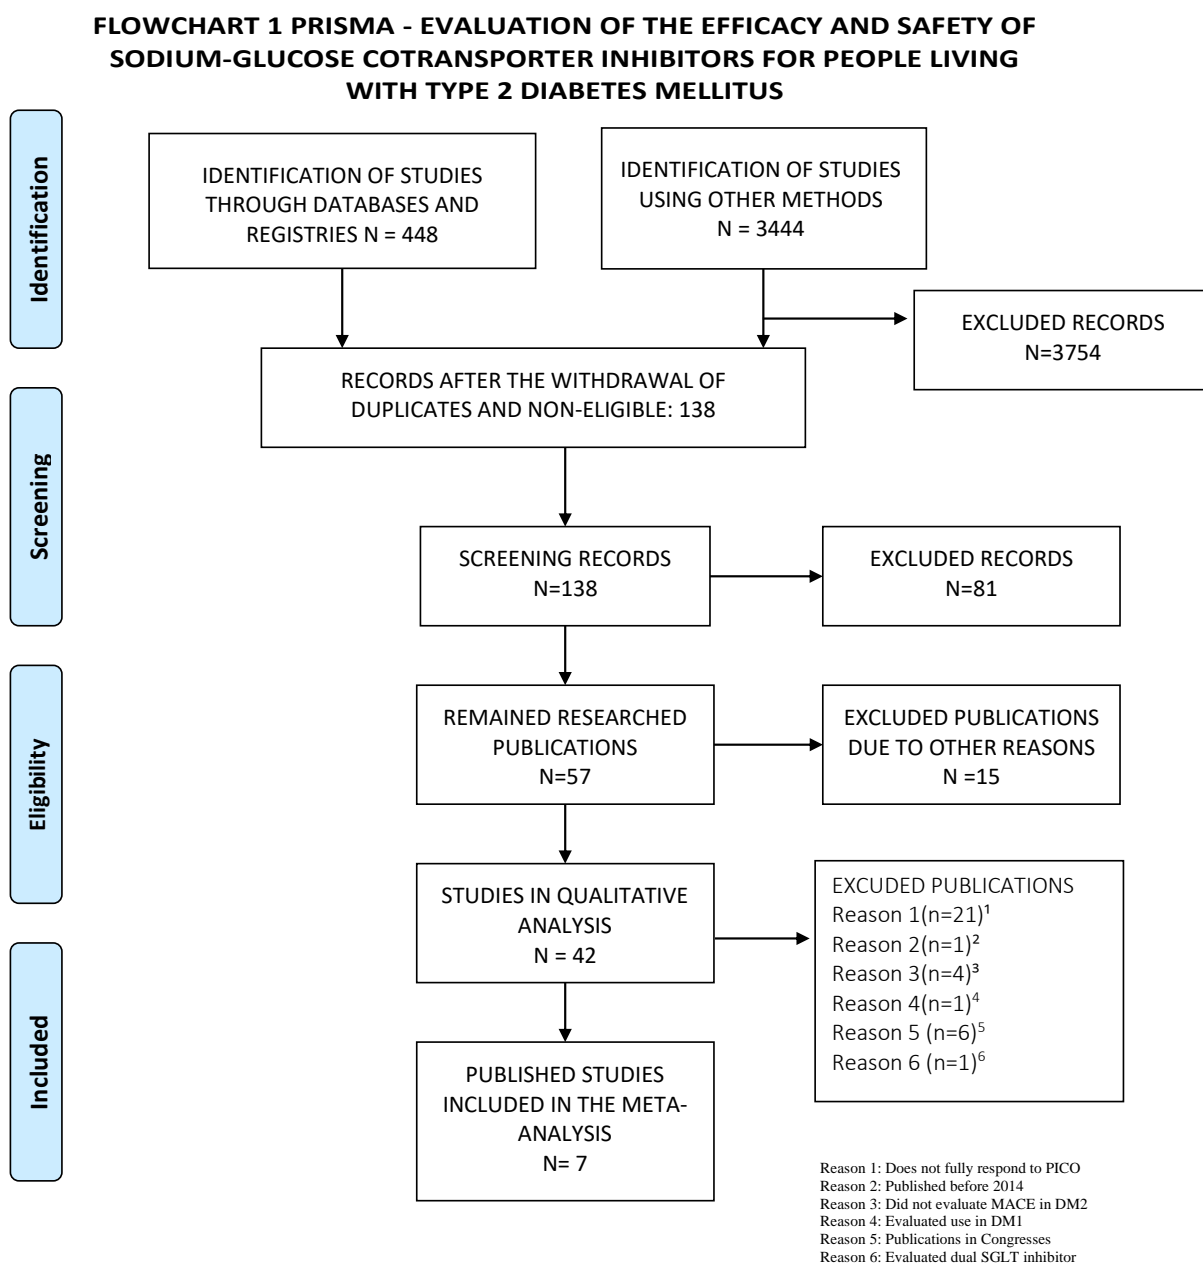 FLOWCHART 1 PRISMA - EVALUATION OF THE EFFICACY AND SAFETY OF
SODIUM-GLUCOSE COTRANSPORTER INHIBITORS FOR PEOPLE LIVING
WITH TYPE 2 DIABETES MELLITUS
Identification
IDENTIFICATION OF STUDIES
THROUGH DATABASES AND
REGISTRIES N = 448
IDENTIFICATION OF STUDIES
USING OTHER METHODS
N = 3444
EXCLUDED RECORDS
N=3754
RECORDS AFTER THE WITHDRAWAL OF
DUPLICATES AND NON-ELIGIBLE: 138
Screening
SCREENING RECORDS
N=138
EXCLUDED RECORDS
N=81
Eligibility
REMAINED RESEARCHED
PUBLICATIONS
N=57
EXCLUDED PUBLICATIONS
DUE TO OTHER REASONS
N =15
STUDIES IN QUALITATIVE
ANALYSIS
N = 42
EXCUDED PUBLICATIONS
Reason 1(n=21)¹
Reason 2(n=1)²
Reason 3(n=4)³
Reason 4(n=1)⁴
Reason 5 (n=6)⁵
Reason 6 (n=1)⁶
Included
PUBLISHED STUDIES
INCLUDED IN THE META-
ANALYSIS
N= 7
Reason 1: Does not fully respond to PICO
Reason 2: Published before 2014
Reason 3: Did not evaluate MACE in DM2
Reason 4: Evaluated use in DM1
Reason 5: Publications in Congresses
Reason 6: Evaluated dual SGLT inhibitor